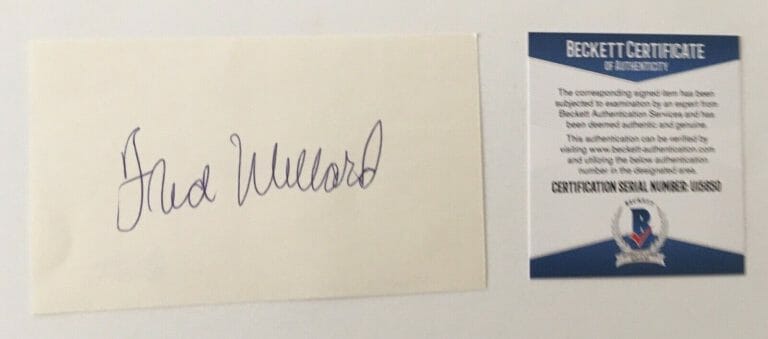 Fred Willard
BECKETT CERTIFICATE
OF AUTHENTICITY
The corresponding signed item has been
subjected to examination by an expert from
Beckett Authentication Services and has
been deemed authentic and genuine.
This authentication can be verified by
visiting www.beckett-authentication.com
and utilizing the below authentication
number in the designated area.
CERTIFICATION SERIAL NUMBER: U15650
BECKETT
B